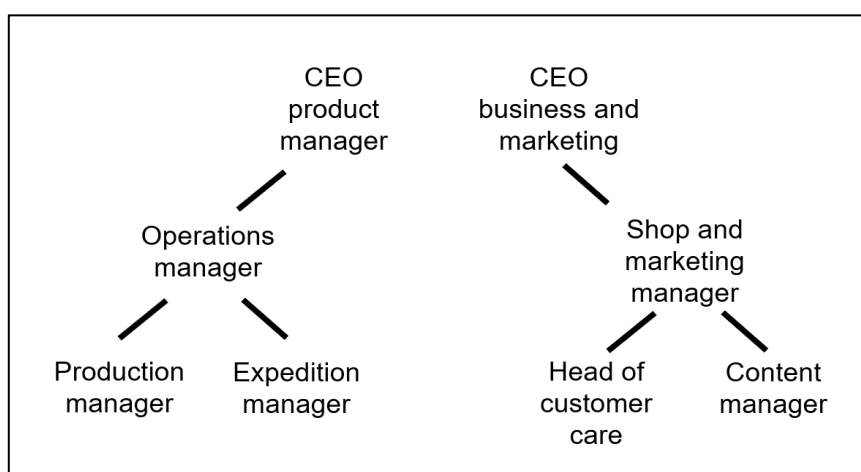 CEO
product
manager
CEO
business and
marketing
Operations
manager
Shop and
marketing
manager
Production
manager
Expedition
manager
Head of
customer
care
Content
manager